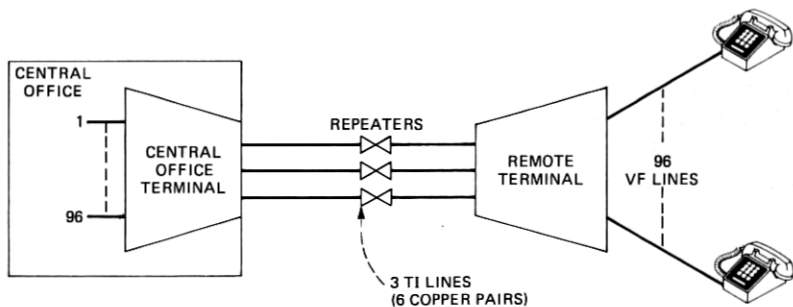 CENTRAL
OFFICE
1
96
CENTRAL
OFFICE
TERMINAL
REPEATERS
3 TI LINES
(6 COPPER PAIRS)
REMOTE
TERMINAL
96
VF LINES